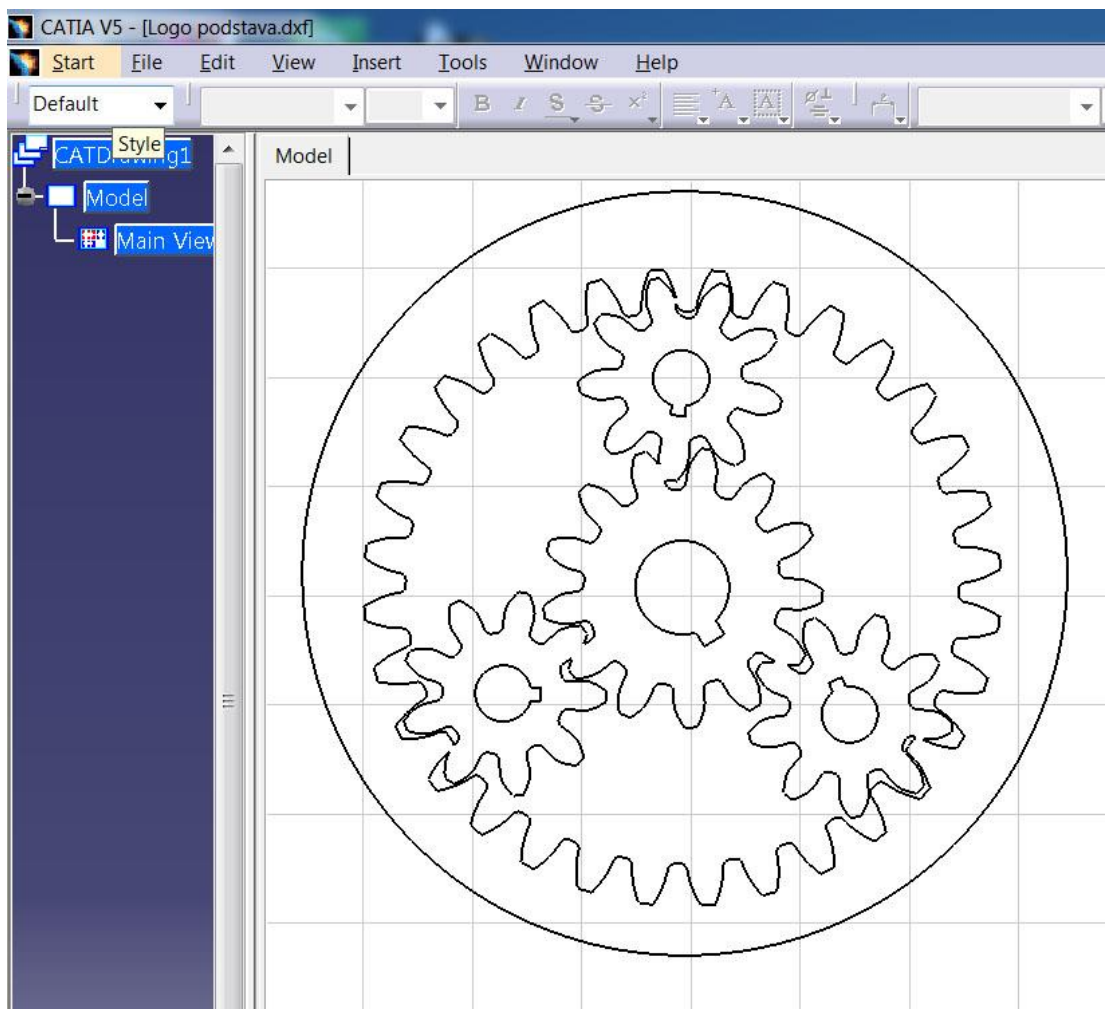 CATIA V5 - [Logo podstava.dxf]
Start File Edit View Insert Tools Window Help
Default B I S S x² A A
Style
CATDrawing1
Model
Main View
Model